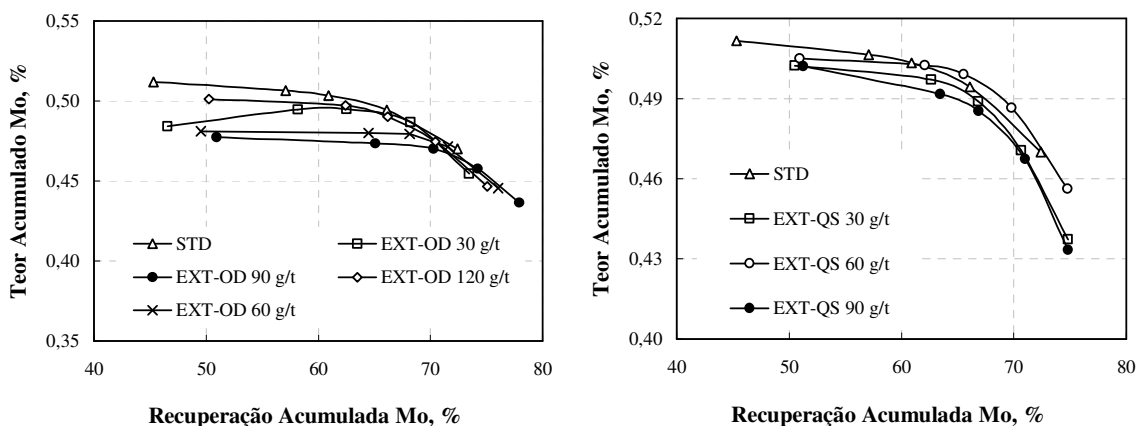 0,55
0,50
0,45
0,40
0,35
Teor Acumulado Mo, %
STD
EXT-OD 30 g/t
EXT-OD 90 g/t
EXT-OD 120 g/t
EXT-OD 60 g/t
40 50 60 70 80
Recuperação Acumulada Mo, %
0,52
0,49
0,46
0,43
0,40
Teor Acumulado Mo, %
STD
EXT-QS 30 g/t
EXT-QS 60 g/t
EXT-QS 90 g/t
40 50 60 70 80
Recuperação Acumulada Mo, %